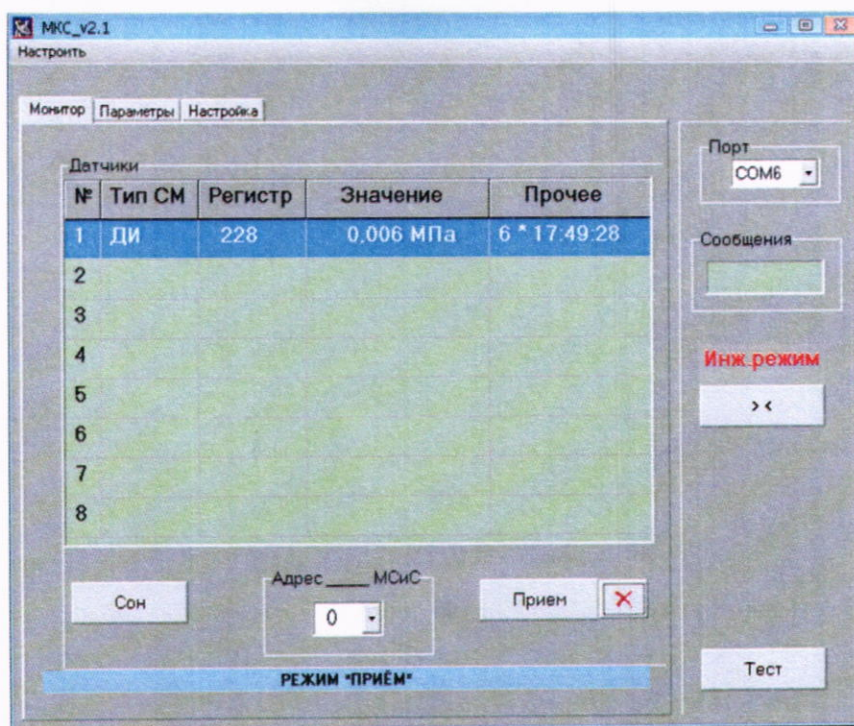 МКС_v2.1
Настроить
Монитор Параметры Настройка
Датчики
№ Тип СМ Регистр Значение Прочее
1 ДИ 228 0,006 МПа 6 * 17:49:28
2
3
4
5
6
7
8
Сон
Адрес ____ МСиС
0
Прием
РЕЖИМ "ПРИЁМ"
Порт
COM6
Сообщения
Инж.режим
> <
Тест